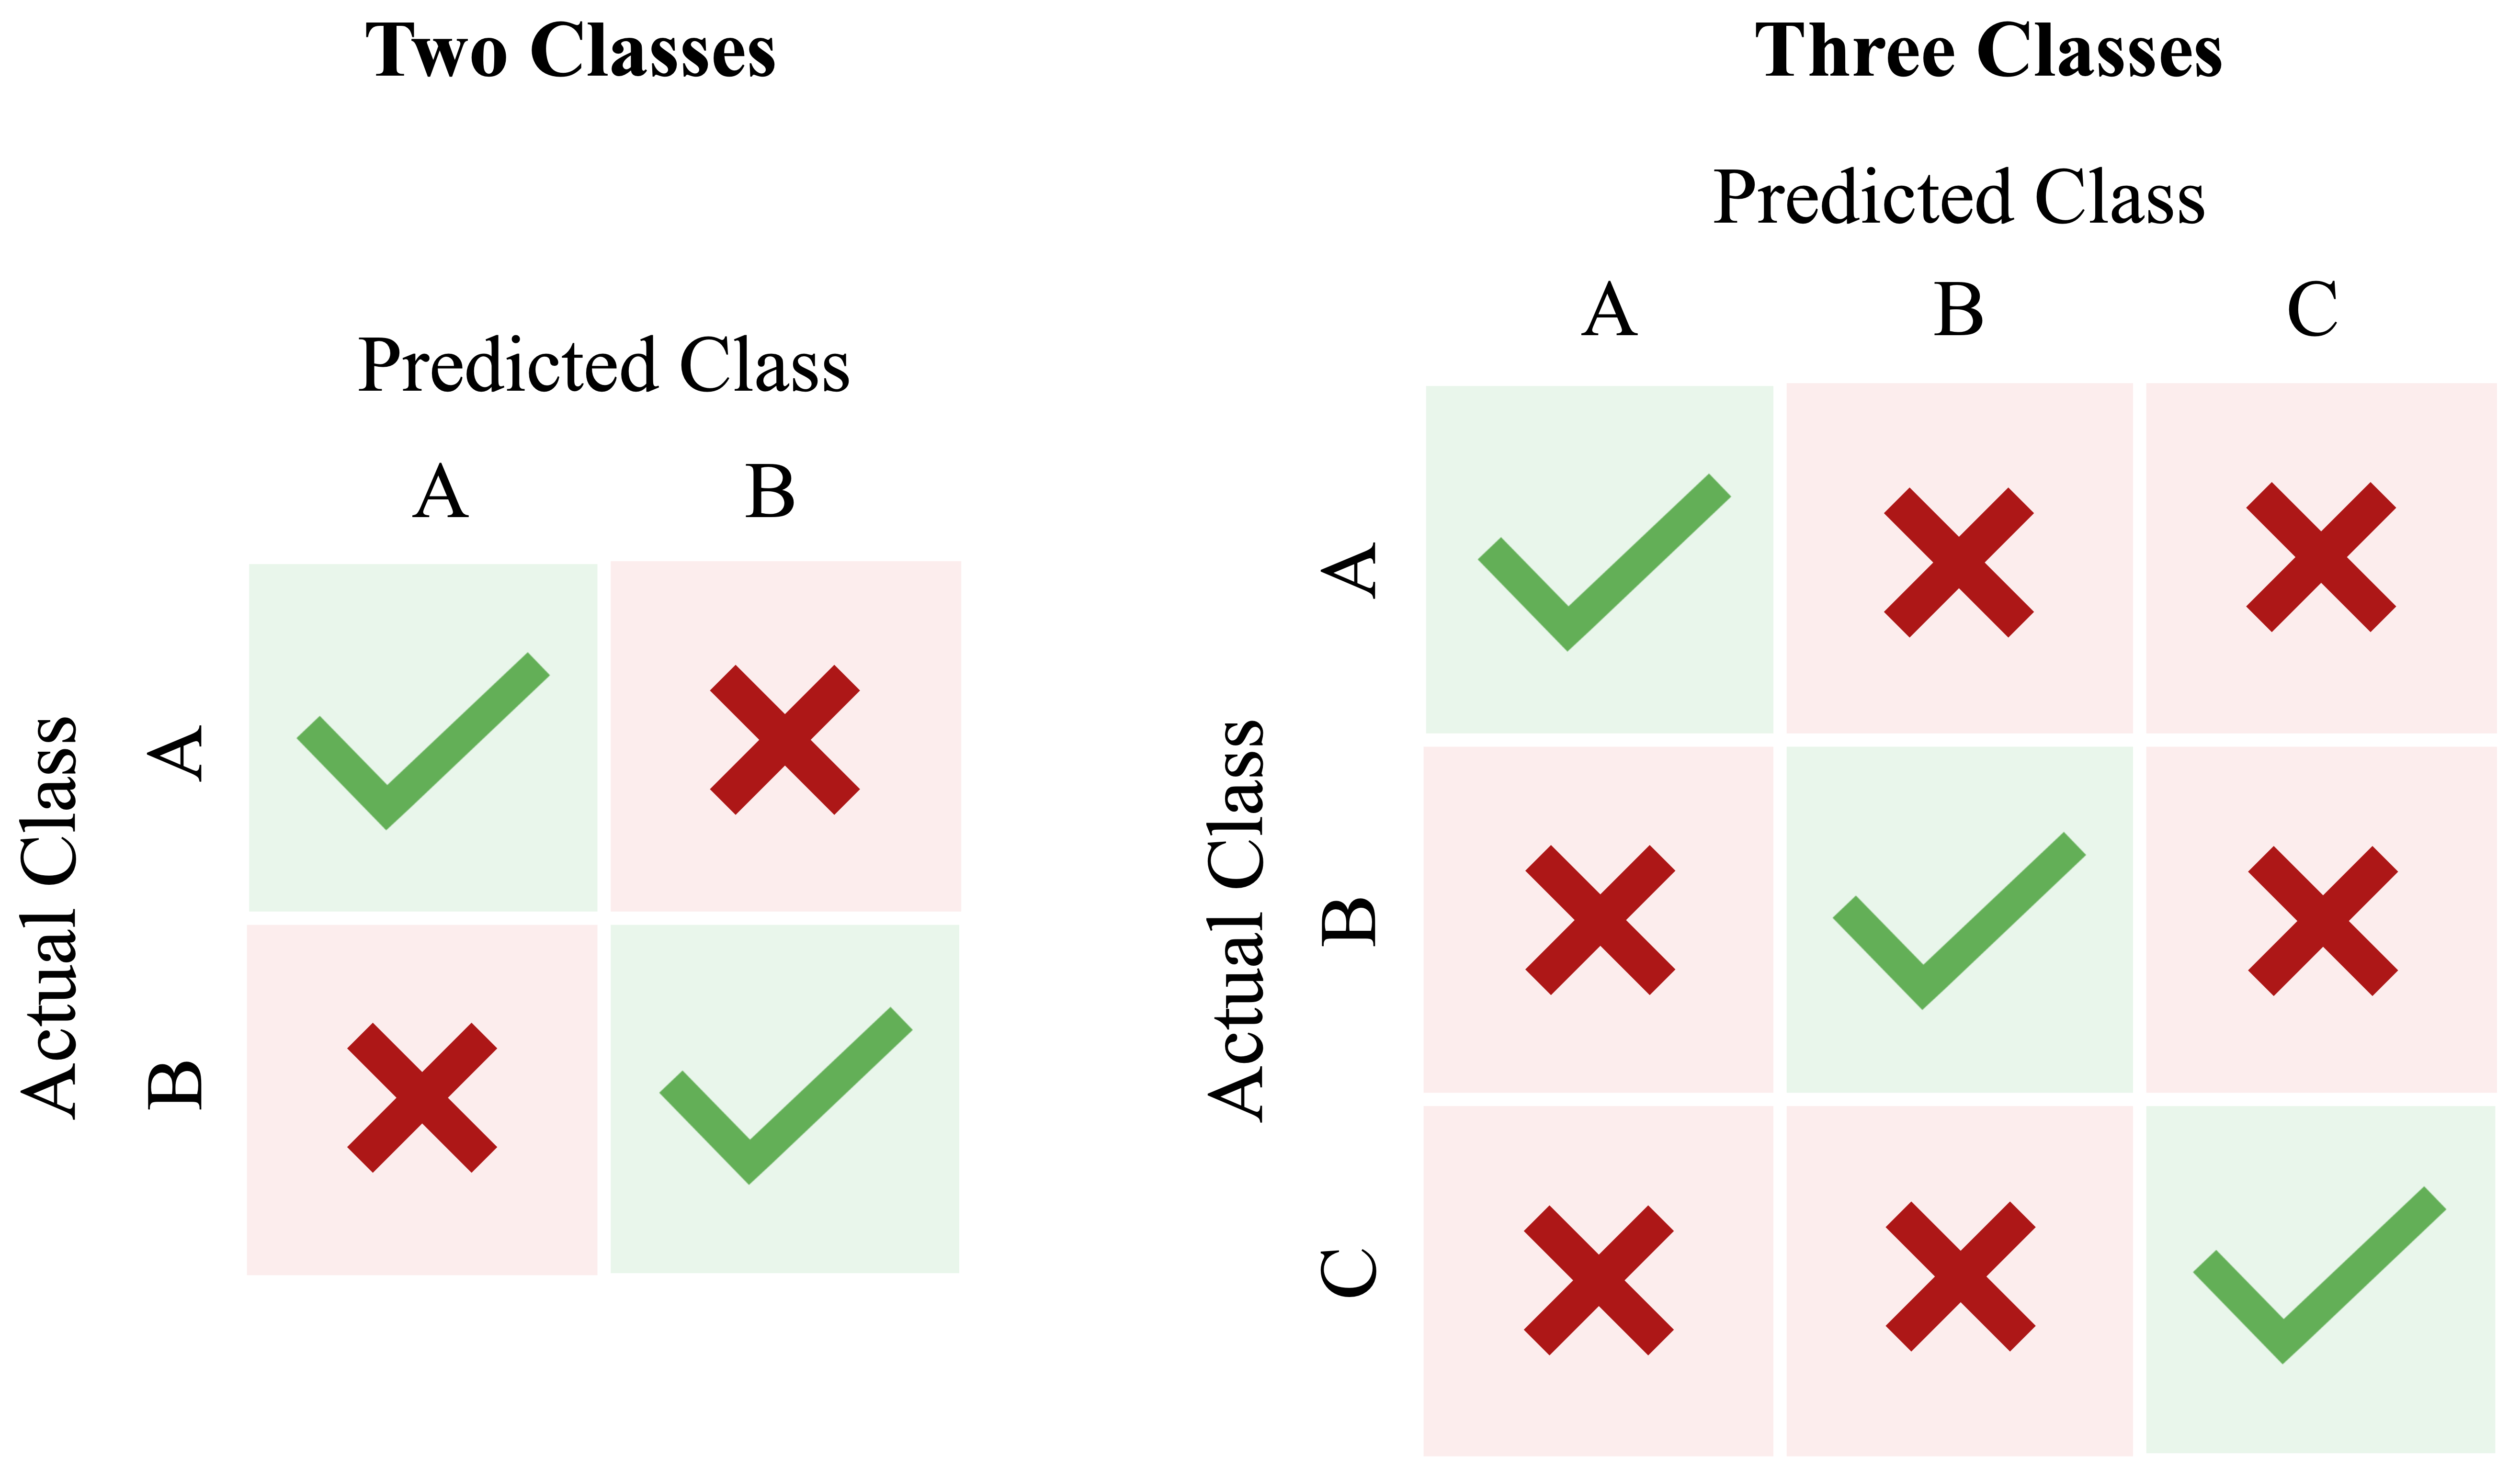 Two Classes
Predicted Class
A B
Actual Class
A
B
Three Classes
Predicted Class
A B C
Actual Class
A
B
C